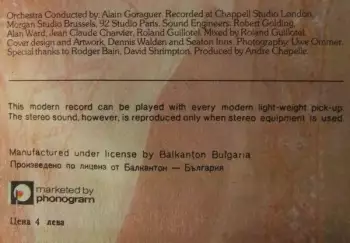 Orchestra Conducted by: Alain Goraguer. Recorded at Chappell Studio London,
Morgan Studio Brussels, 92 Studio Paris. Sound Engineers: Robert Golding,
Alan Ward, Jean Claude Charvier, Roland Guillotel. Mixed by Roland Guillotel.
Cover design and Artwork, Dennis Walden and Seaton Inns. Photography Uwe Ommer.
Special thanks to Rodger Bain, David Shrimpton, Produced by Andre Chapelle.
This modern record can be played with every modern light-weight pick-up.
The stereo sound, however, is reproduced only when stereo equipment is used.
Manufactured under license by Balkanton Bulgaria
Произведено по лиценз от Балкантон — България
marketed by
phonogram
Цена 4 лева